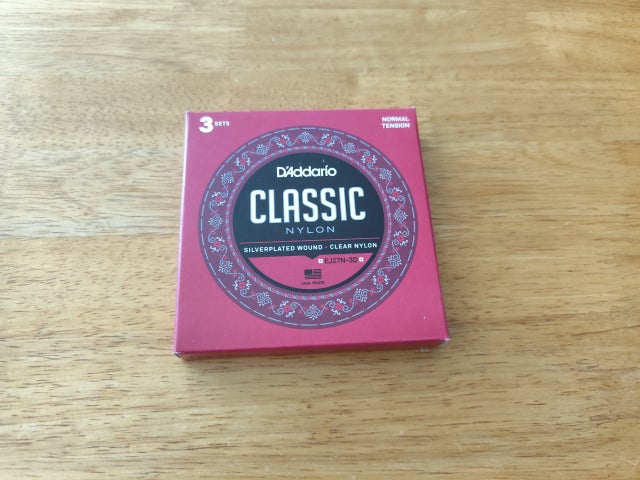 3 SETS
NORMAL
TENSION
D'Addario
CLASSIC
NYLON
SILVERPLATED WOUND · CLEAR NYLON
EJ27N-3D
USA MADE